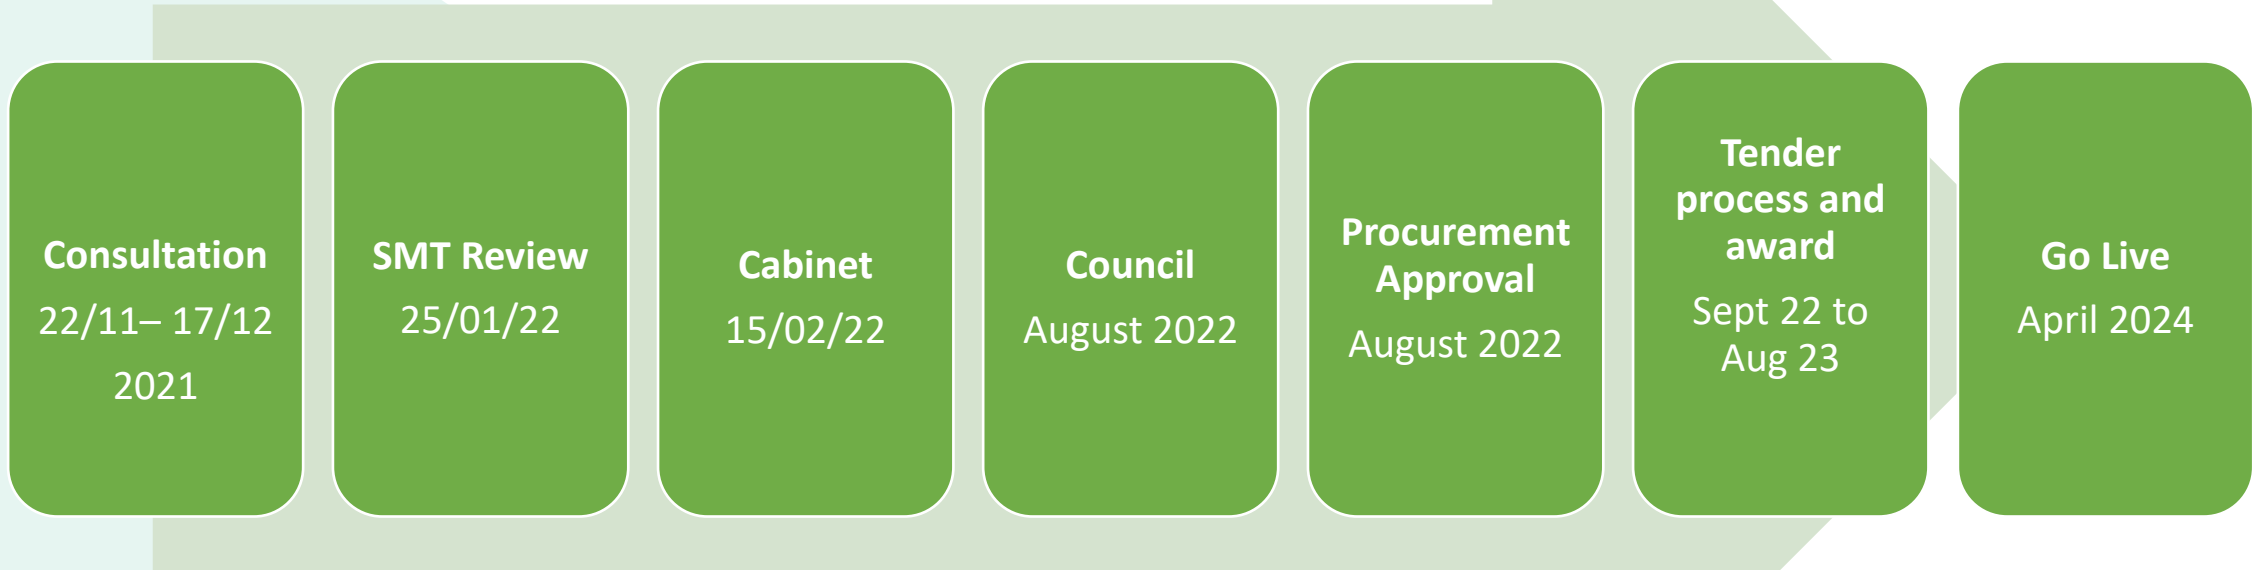 Consultation
22/11– 17/12
2021
SMT Review
25/01/22
Cabinet
15/02/22
Council
August 2022
Procurement
Approval
August 2022
Tender
process and
award
Sept 22 to
Aug 23
Go Live
April 2024